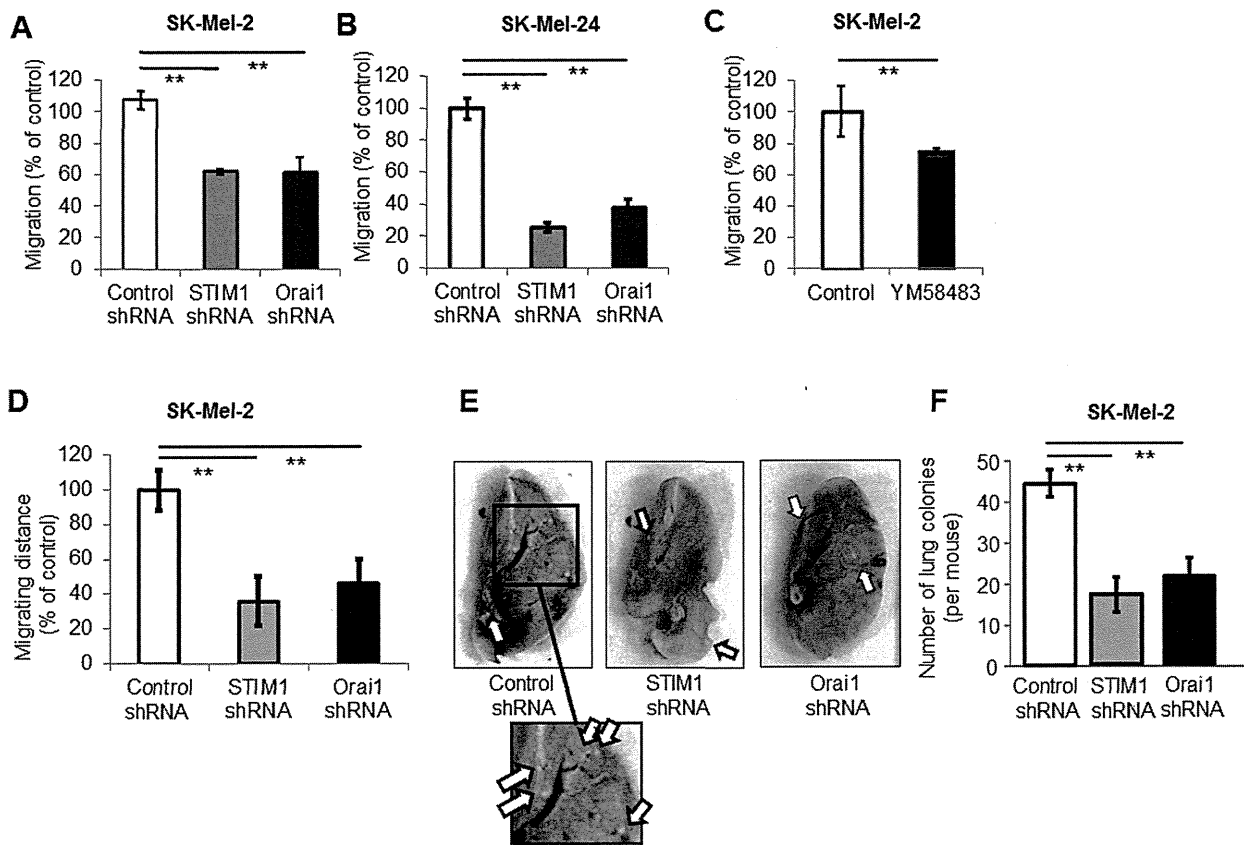 A
SK-Mel-2
**
**
Migration (% of control)
120
100
80
60
40
20
0
Control shRNA
STIM1 shRNA
Orai1 shRNA
B
SK-Mel-24
**
**
Migration (% of control)
120
100
80
60
40
20
0
Control shRNA
STIM1 shRNA
Orai1 shRNA
C
SK-Mel-2
**
Migration (% of control)
120
100
80
60
40
20
0
Control
YM58483
D
SK-Mel-2
**
**
Migrating distance
(% of control)
120
100
80
60
40
20
0
Control
shRNA
STIM1
shRNA
Orai1
shRNA
E
Control
shRNA
STIM1
shRNA
Orai1
shRNA
F
SK-Mel-2
**
**
Number of lung colonies
(per mouse)
50
40
30
20
10
0
Control
shRNA
STIM1
shRNA
Orai1
shRNA